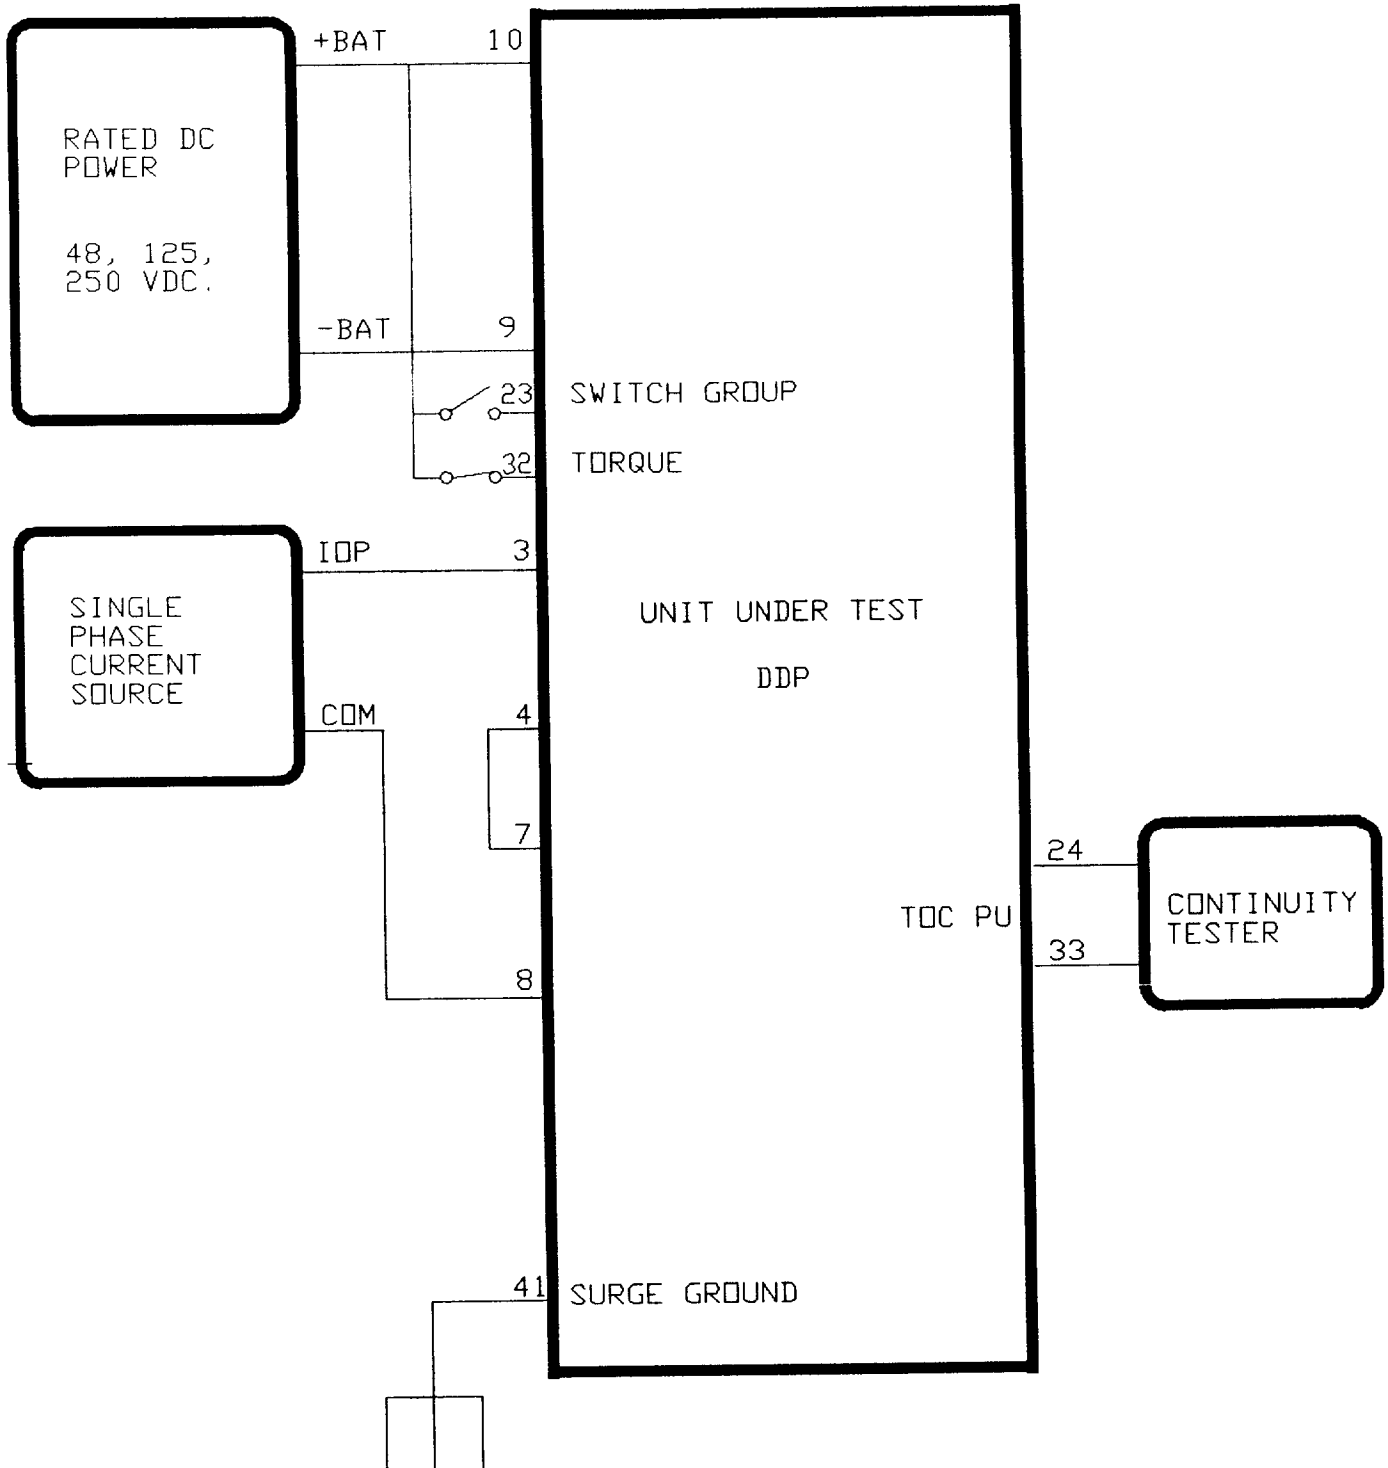 +BAT
10
RATED DC
POWER
48, 125,
250 VDC.
-BAT
9
23
SWITCH GROUP
32
TORQUE
IOP
3
SINGLE
PHASE
CURRENT
SOURCE
UNIT UNDER TEST
DDP
COM
4
7
24
CONTINUITY
TESTER
TOC PU
33
8
41
SURGE GROUND